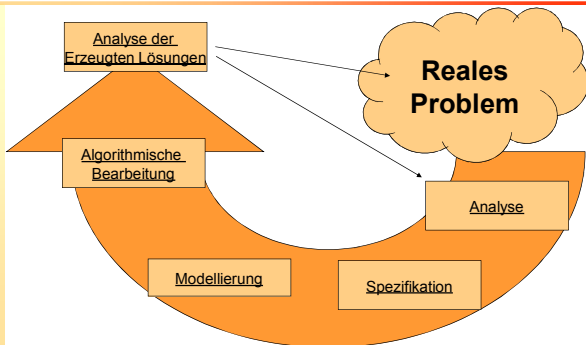 Analyse der
Erzeugten Lösungen
Reales
Problem
Algorithmische
Bearbeitung
Analyse
Modellierung
Spezifikation